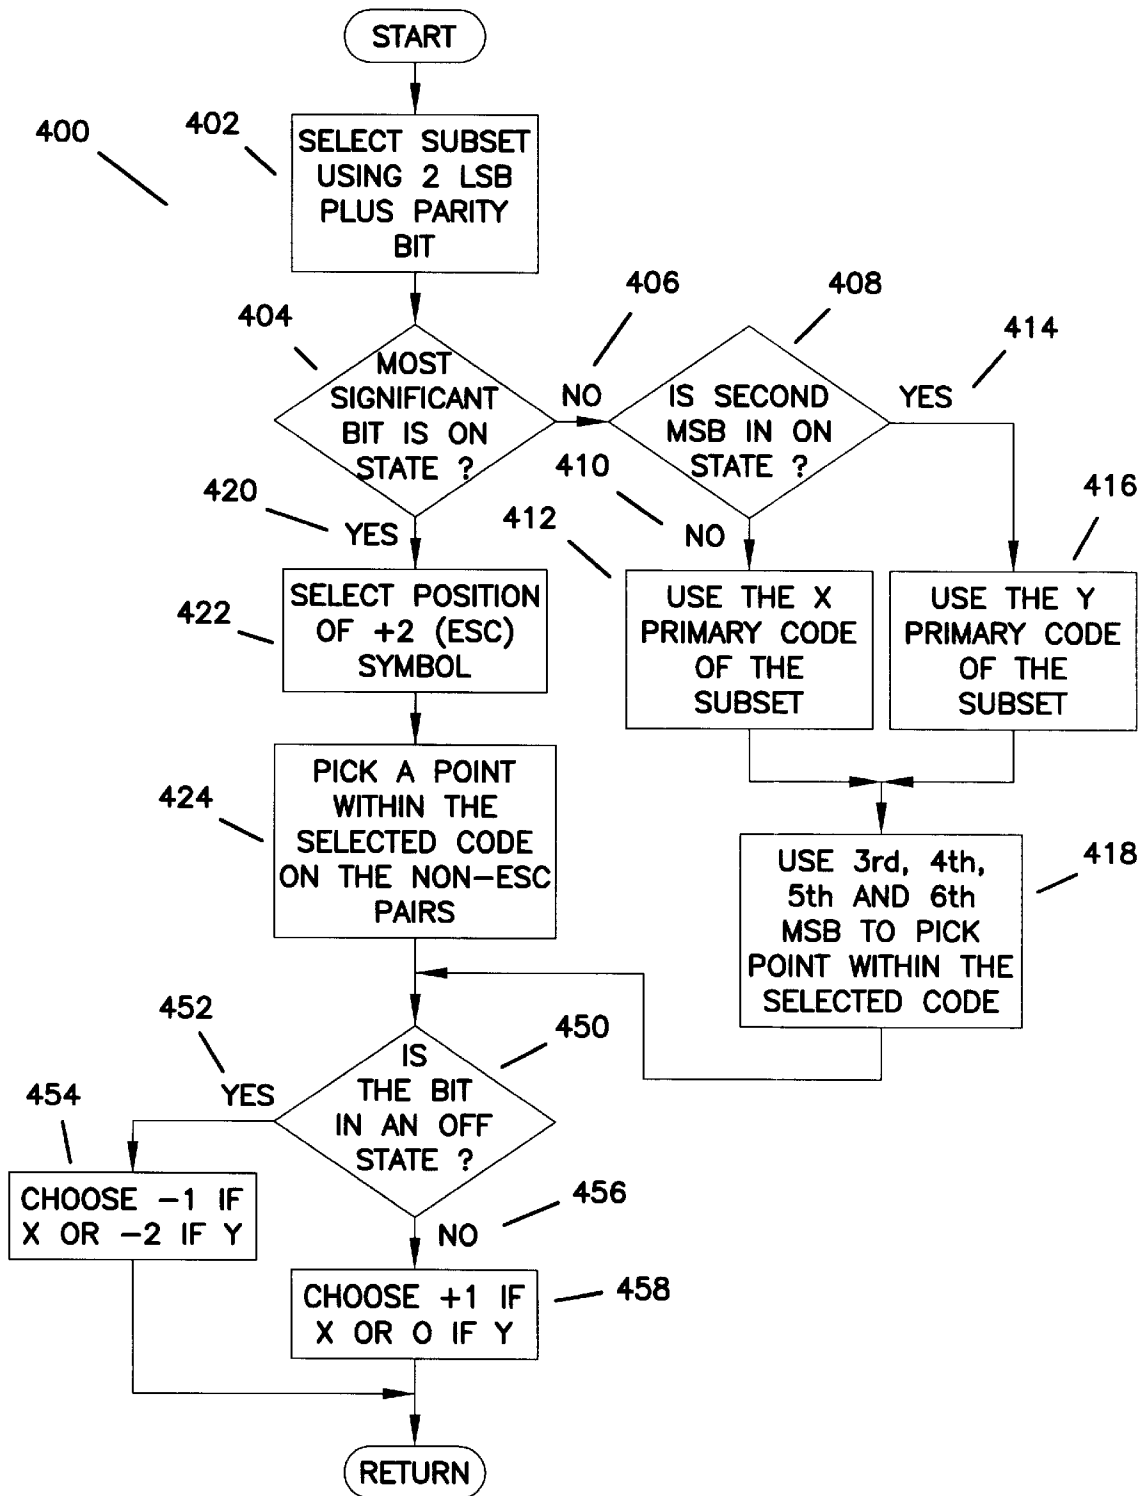 START
400
402
SELECT SUBSET
USING 2 LSB
PLUS PARITY
BIT
404
MOST
SIGNIFICANT
BIT IS ON
STATE ?
406
NO
408
IS SECOND
MSB IN ON
STATE ?
414
YES
410
NO
412
USE THE X
PRIMARY CODE
OF THE
SUBSET
416
USE THE Y
PRIMARY CODE
OF THE
SUBSET
420
YES
422
SELECT POSITION
OF +2 (ESC)
SYMBOL
424
PICK A POINT
WITHIN THE
SELECTED CODE
ON THE NON-ESC
PAIRS
418
USE 3rd, 4th,
5th AND 6th
MSB TO PICK
POINT WITHIN THE
SELECTED CODE
450
IS
THE BIT
IN AN OFF
STATE ?
452
YES
454
CHOOSE -1 IF
X OR -2 IF Y
456
NO
458
CHOOSE +1 IF
X OR 0 IF Y
RETURN